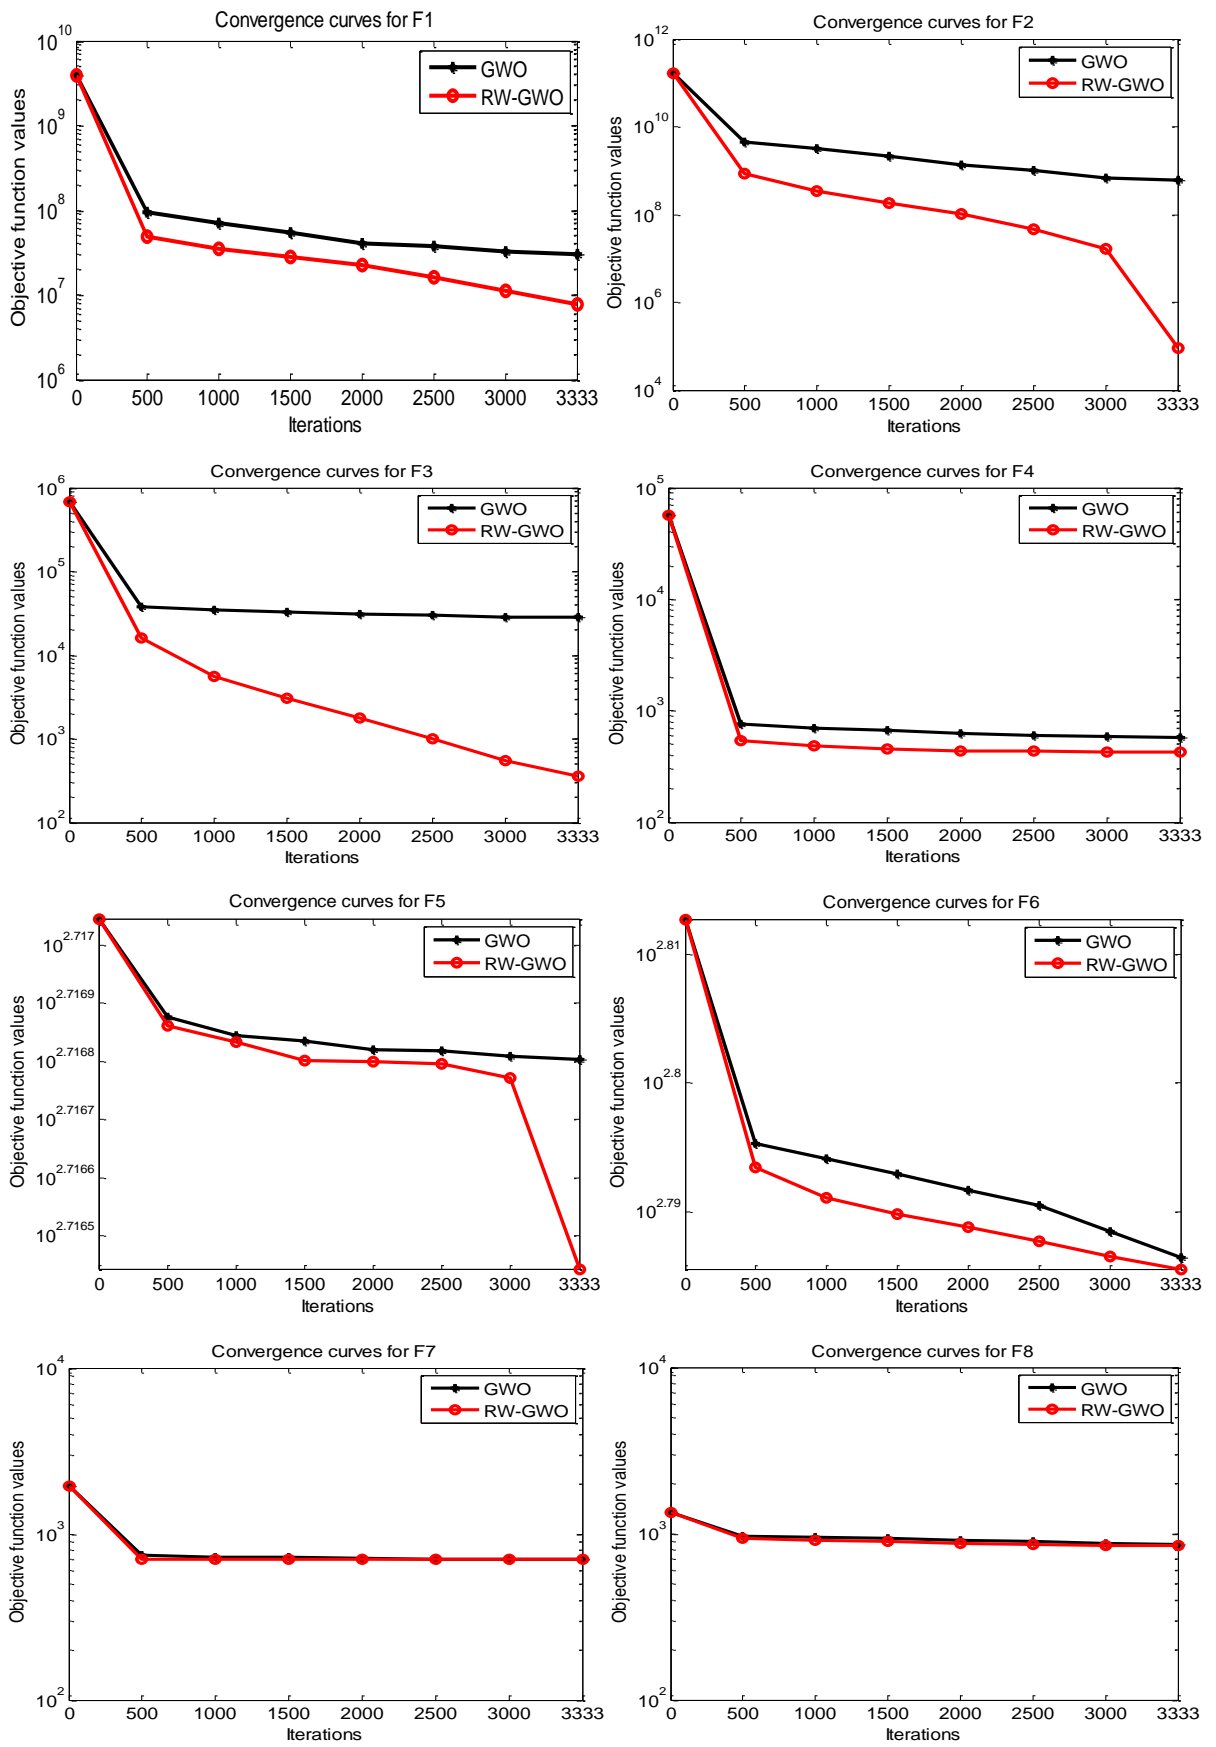 Convergence curves for F1
Objective function values
10^10
10^9
10^8
10^7
10^6
GWO
RW-GWO
0 500 1000 1500 2000 2500 3000 3333
Iterations
Convergence curves for F2
Objective function values
10^12
10^10
10^8
10^6
10^4
GWO
RW-GWO
0 500 1000 1500 2000 2500 3000 3333
Iterations
Convergence curves for F3
Objective function values
10^6
10^5
10^4
10^3
10^2
GWO
RW-GWO
0 500 1000 1500 2000 2500 3000 3333
Iterations
Convergence curves for F4
Objective function values
10^5
10^4
10^3
10^2
GWO
RW-GWO
0 500 1000 1500 2000 2500 3000 3333
Iterations
Convergence curves for F5
Objective function values
10^2.717
10^2.7169
10^2.7168
10^2.7167
10^2.7166
10^2.7165
GWO
RW-GWO
0 500 1000 1500 2000 2500 3000 3333
Iterations
Convergence curves for F6
Objective function values
10^2.81
10^2.8
10^2.79
GWO
RW-GWO
0 500 1000 1500 2000 2500 3000 3333
Iterations
Convergence curves for F7
Objective function values
10^4
10^3
10^2
GWO
RW-GWO
0 500 1000 1500 2000 2500 3000 3333
Iterations
Convergence curves for F8
Objective function values
10^4
10^3
10^2
GWO
RW-GWO
0 500 1000 1500 2000 2500 3000 3333
Iterations